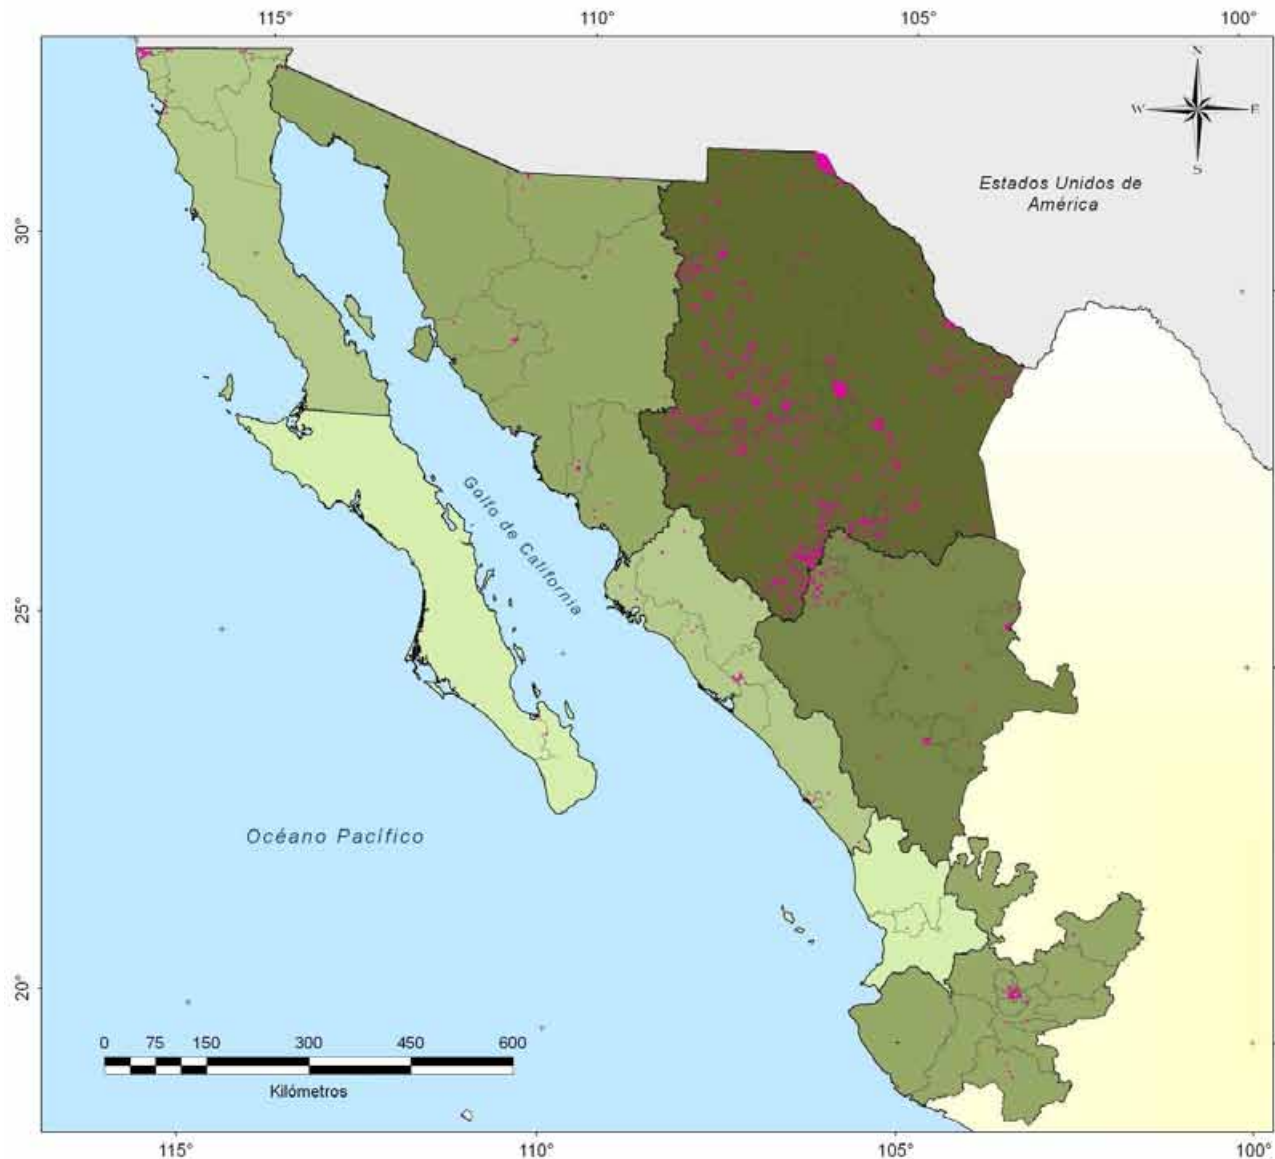 115°
110°
105°
100°
N
W
E
S
Estados Unidos de
América
30°
Golfo de California
25°
Océano Pacífico
20°
0 75 150 300 450 600
Kilómetros
115°
110°
105°
100°